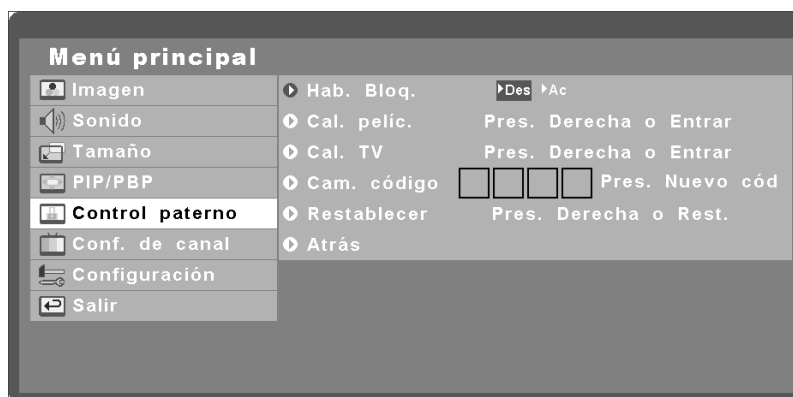 Menú principal
Imagen
Sonido
Tamaño
PIP/PBP
Control paterno
Conf. de canal
Configuración
Salir
Hab. Bloq. Des Ac
Cal. pelíc. Pres. Derecha o Entrar
Cal. TV Pres. Derecha o Entrar
Cam. código Pres. Nuevo cód
Restablecer Pres. Derecha o Rest.
Atrás